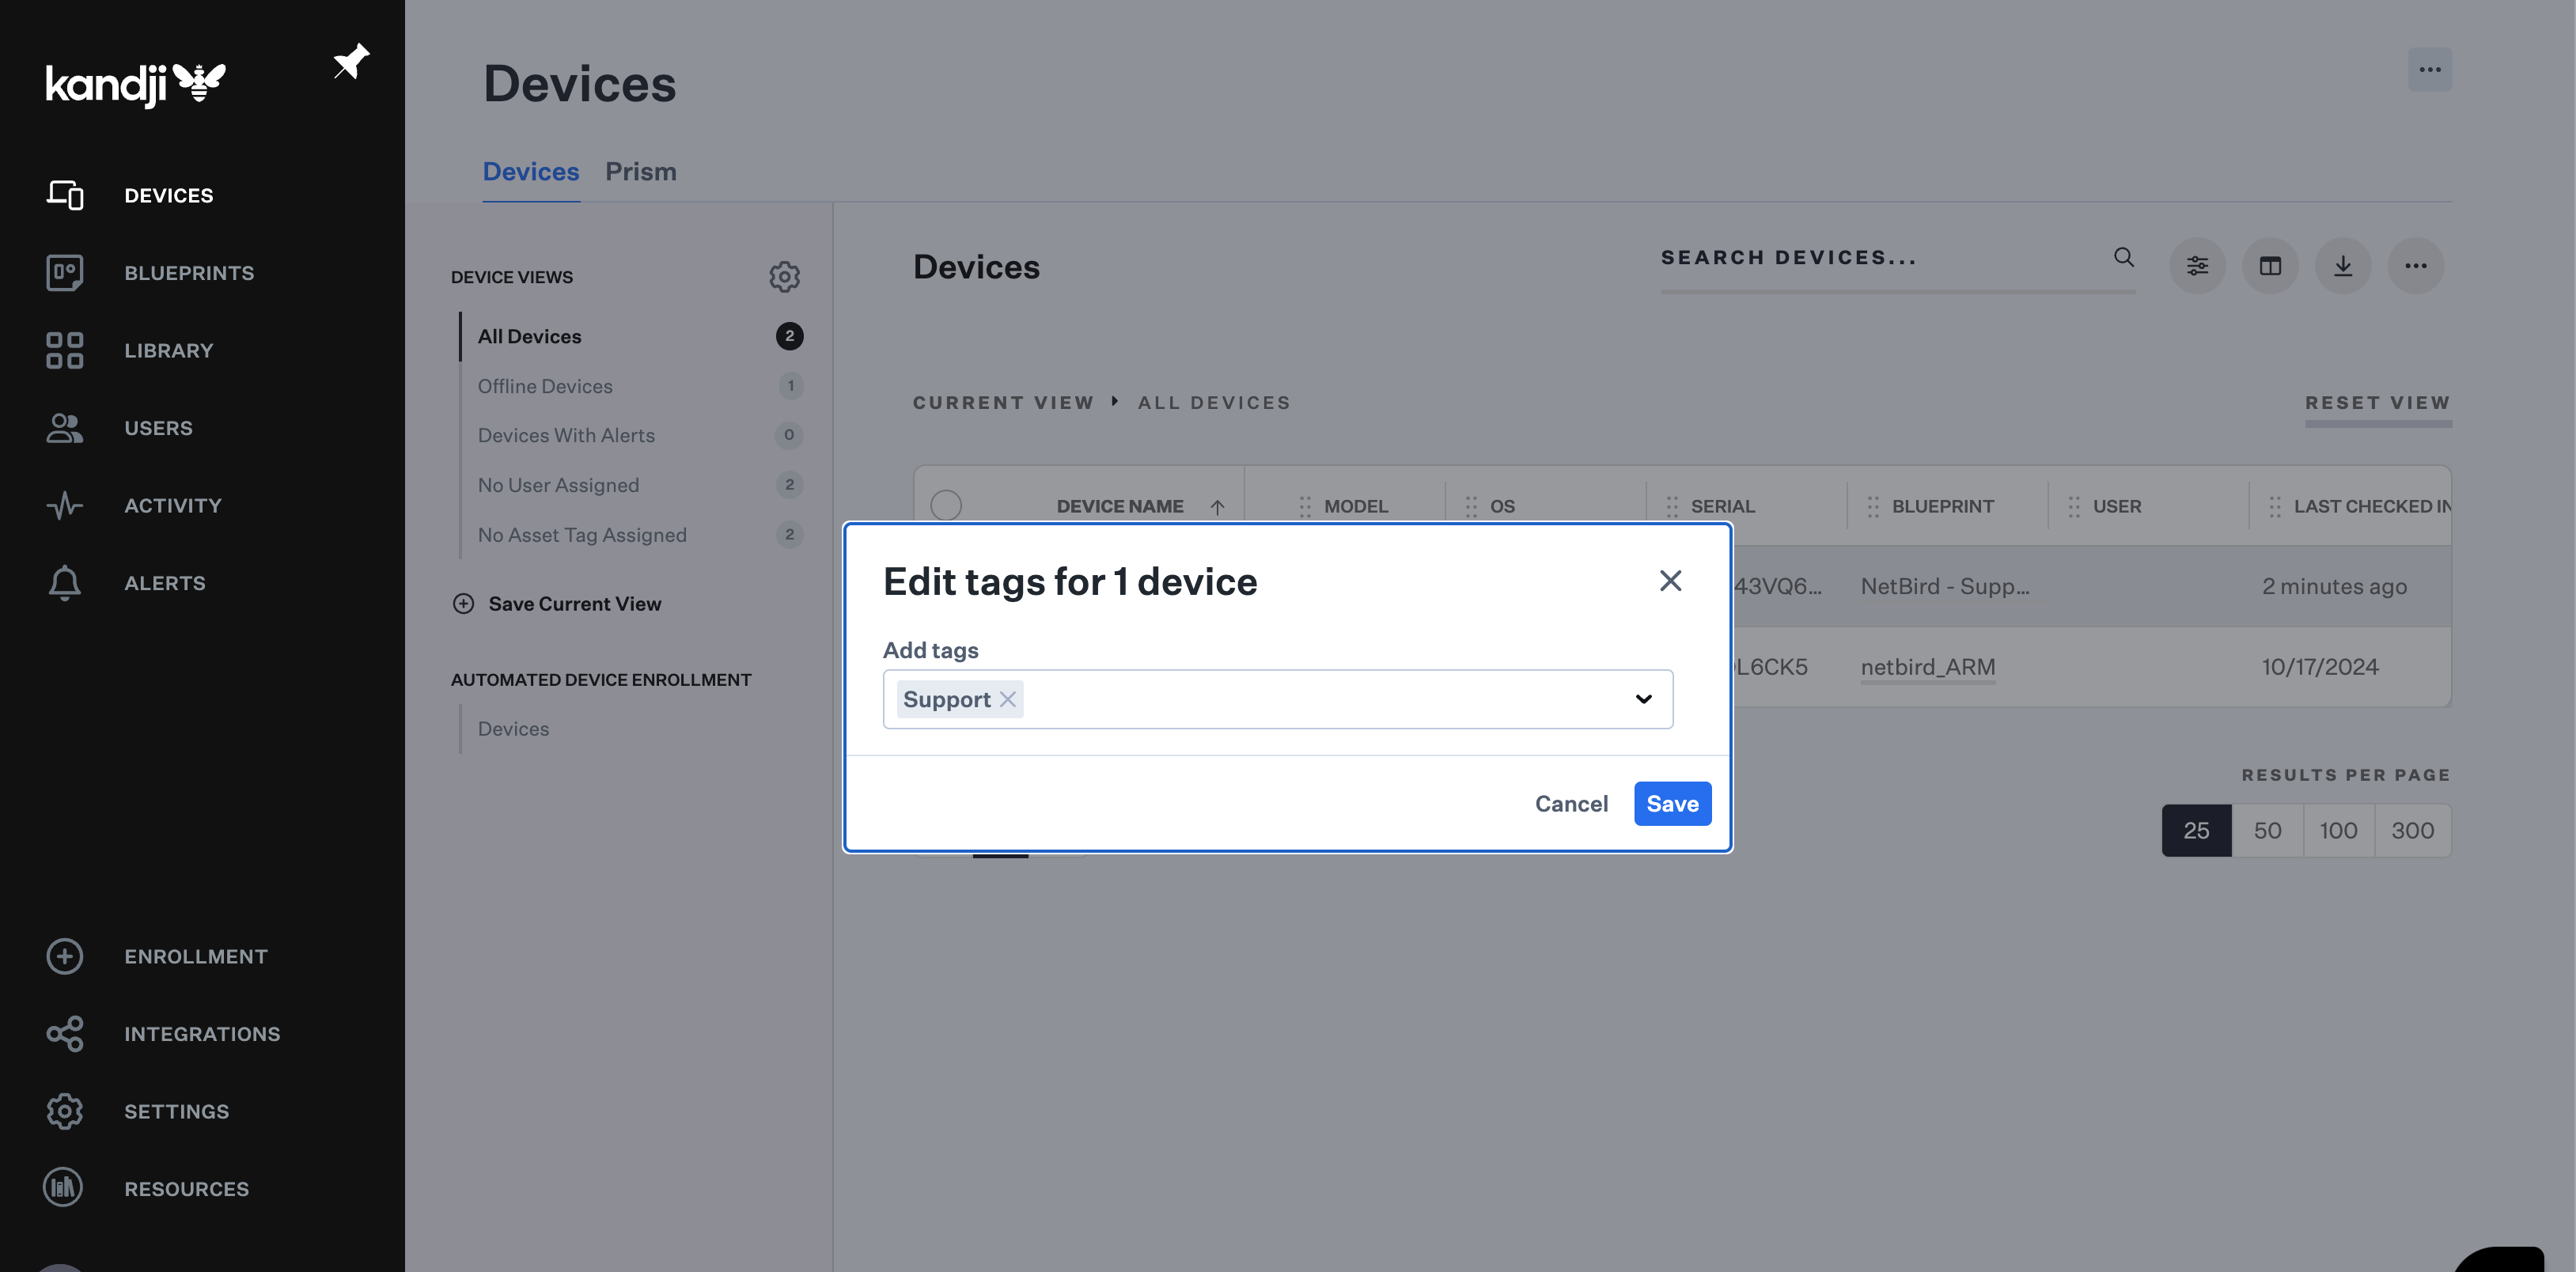 kandji
DEVICES
BLUEPRINTS
LIBRARY
USERS
ACTIVITY
ALERTS
ENROLLMENT
INTEGRATIONS
SETTINGS
RESOURCES
Devices
...
Devices Prism
DEVICE VIEWS
All Devices 2
Offline Devices 1
Devices With Alerts 0
No User Assigned 2
No Asset Tag Assigned 2
Save Current View
AUTOMATED DEVICE ENROLLMENT
Devices
Devices
SEARCH DEVICES...
CURRENT VIEW ALL DEVICES
RESET VIEW
DEVICE NAME MODEL OS SERIAL BLUEPRINT USER LAST CHECKED IN
43VQ6... NetBird - Supp... 2 minutes ago
L6CK5 netbird_ARM 10/17/2024
Edit tags for 1 device
Add tags
Support
Cancel Save
RESULTS PER PAGE
25 50 100 300